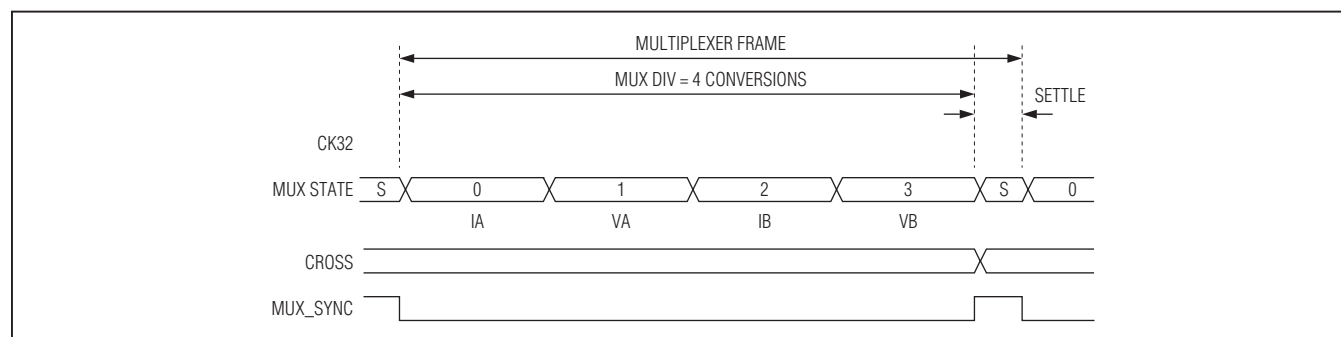 MULTIPLEXER FRAME
MUX DIV = 4 CONVERSIONS
SETTLE
CK32
MUX STATE S 0 1 2 3 S 0
IA VA IB VB
CROSS
MUX_SYNC